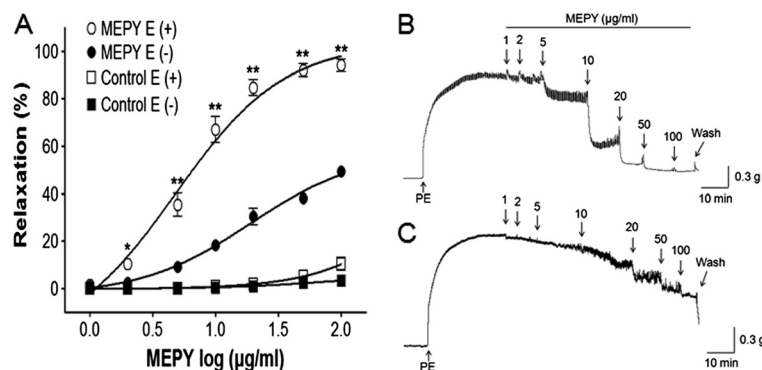 A
MEPY E (+)
MEPY E (-)
Control E (+)
Control E (-)
Relaxation (%)
100
80
60
40
20
0
*
**
**
**
**
**
0.0 0.5 1.0 1.5 2.0
MEPY log (µg/ml)
B
MEPY (µg/ml)
1 2 5 10 20 50 100 Wash
PE
0.3 g
10 min
C
1 2 5 10 20 50 100 Wash
PE
0.3 g
10 min